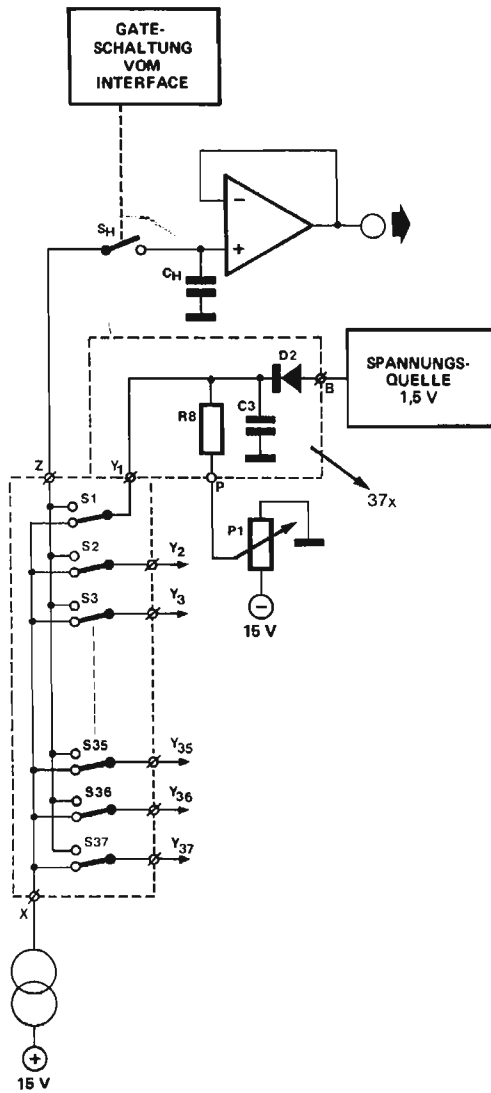 GATE-
SCHALTUNG
VOM
INTERFACE
SH
CH
−
+
D2
B
SPANNUNGS-
QUELLE
1,5 V
R8
C3
Z
Y1
P
37x
S1
P1
S2
Y2
S3
Y3
−
15 V
S35
Y35
S36
Y36
S37
Y37
X
+
15 V